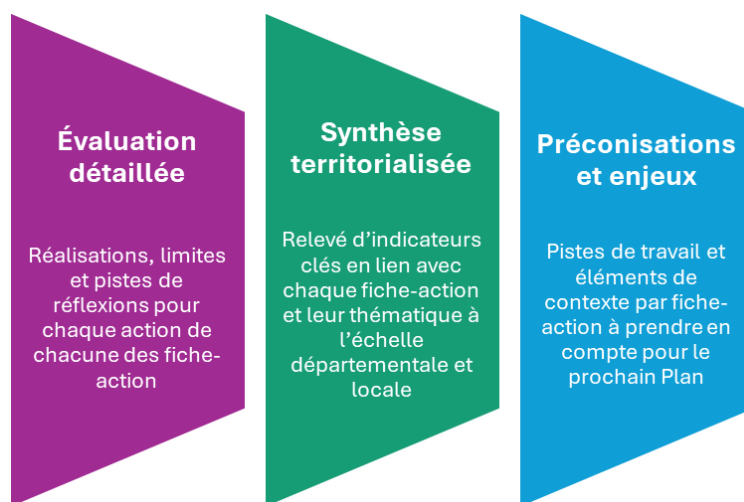 Évaluation
détaillée
Réalisations, limites
et pistes de
réflexions pour
chaque action de
chacune des fiche-
action
Synthèse
territorialisée
Relevé d’indicateurs
clés en lien avec
chaque fiche-action
et leur thématique à
l’échelle
départementale et
locale
Préconisations
et enjeux
Pistes de travail et
éléments de
contexte par fiche-
action à prendre en
compte pour le
prochain Plan